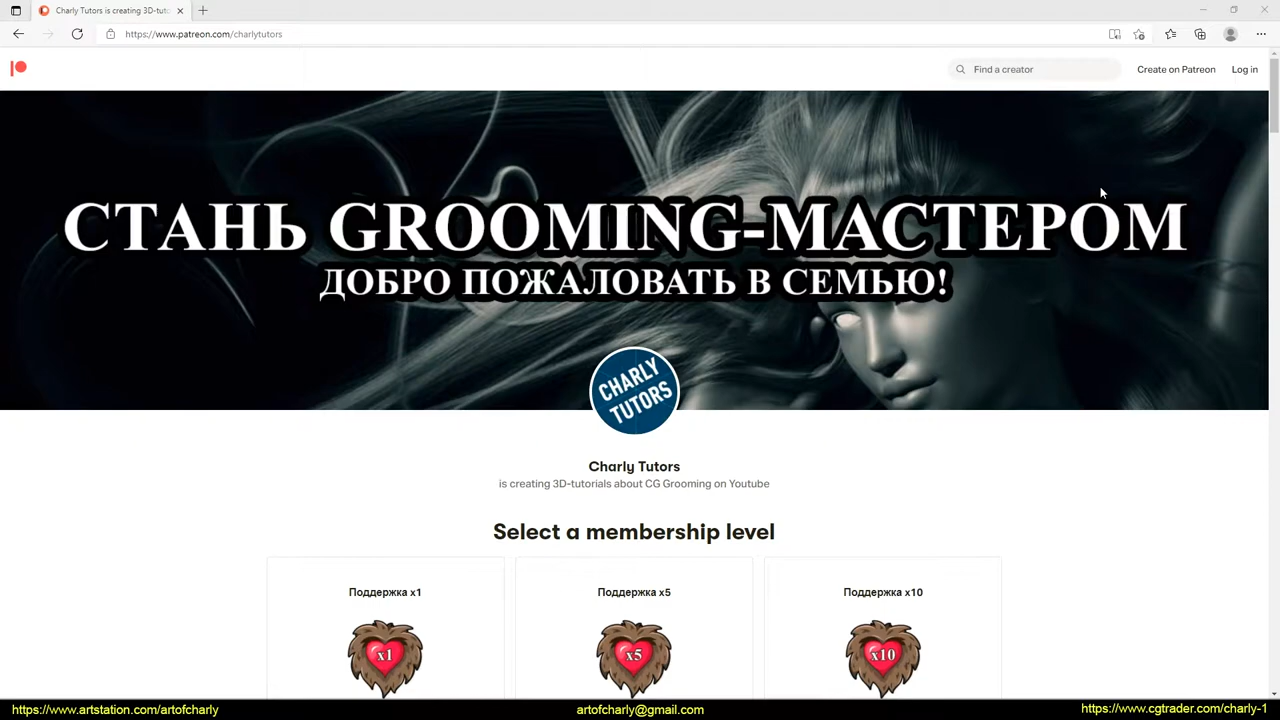 Charly Tutors is creating 3D-tuto
https://www.patreon.com/charlytutors
Find a creator
Create on Patreon
Log in
СТАНЬ GROOMING-МАСТЕРОМ
ДОБРО ПОЖАЛОВАТЬ В СЕМЬЮ!
CHARLY
TUTORS
Charly Tutors
is creating 3D-tutorials about CG Grooming on Youtube
Select a membership level
Поддержка x1
Поддержка x5
Поддержка x10
x1
x5
x10
https://www.artstation.com/artofcharly
artofcharly@gmail.com
https://www.cgtrader.com/charly-1